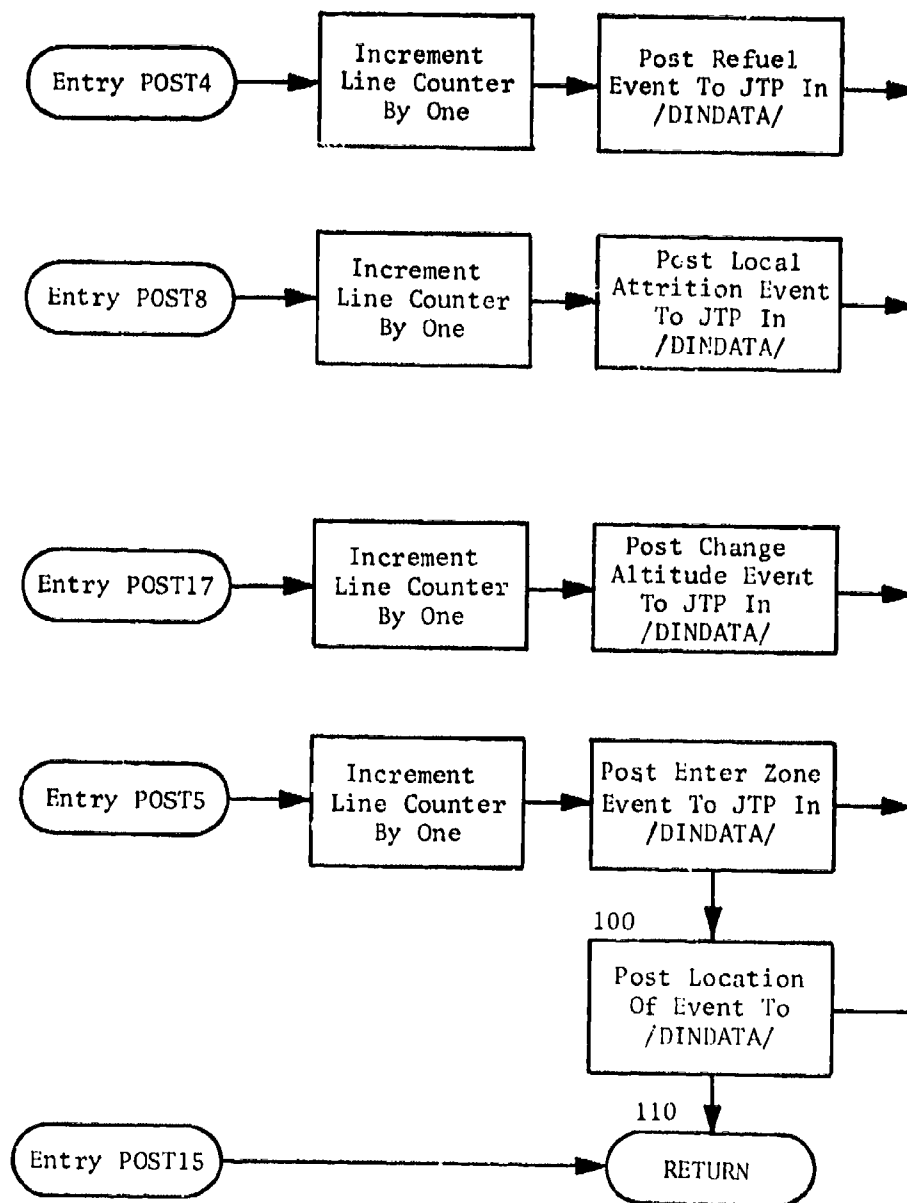 Entry POST4
Increment
Line Counter
By One
Post Refuel
Event To JTP In
/DINDATA/
Entry POST8
Increment
Line Counter
By One
Post Local
Attrition Event
To JTP In
/DINDATA/
Entry POST17
Increment
Line Counter
By One
Post Change
Altitude Event
To JTP In
/DINDATA/
Entry POST5
Increment
Line Counter
By One
Post Enter Zone
Event To JTP In
/DINDATA/
100
Post Location
Of Event To
/DINDATA/
110
Entry POST15
RETURN